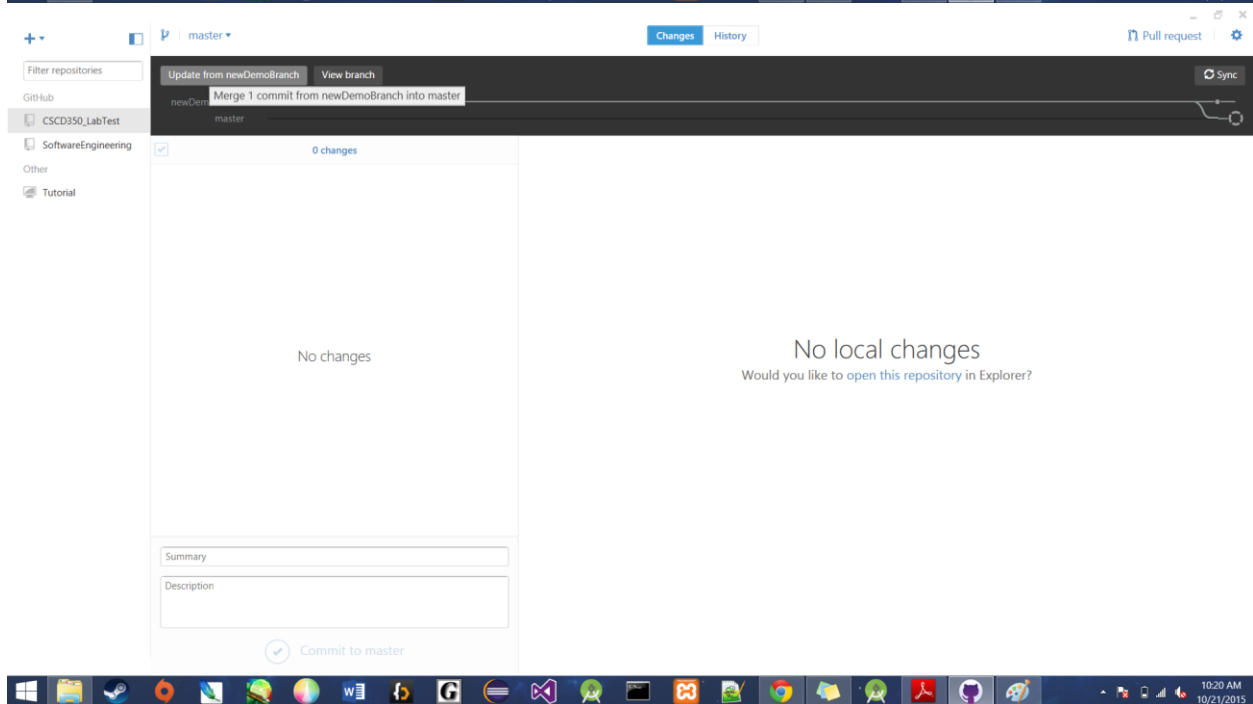 master
Changes
History
Pull request
Filter repositories
GitHub
CSCD350_LabTest
SoftwareEngineering
Other
Tutorial
Update from newDemoBranch
View branch
Sync
Merge 1 commit from newDemoBranch into master
newDem
master
0 changes
No changes
No local changes
Would you like to open this repository in Explorer?
Summary
Description
Commit to master
10:20 AM
10/21/2015